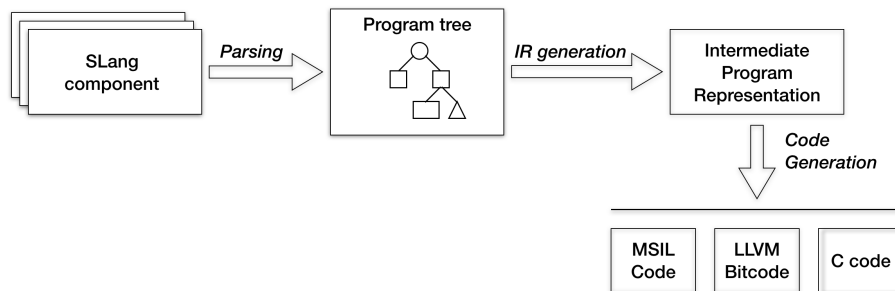 SLang
component
Parsing
Program tree
IR generation
Intermediate
Program
Representation
Code
Generation
MSIL
Code
LLVM
Bitcode
C code